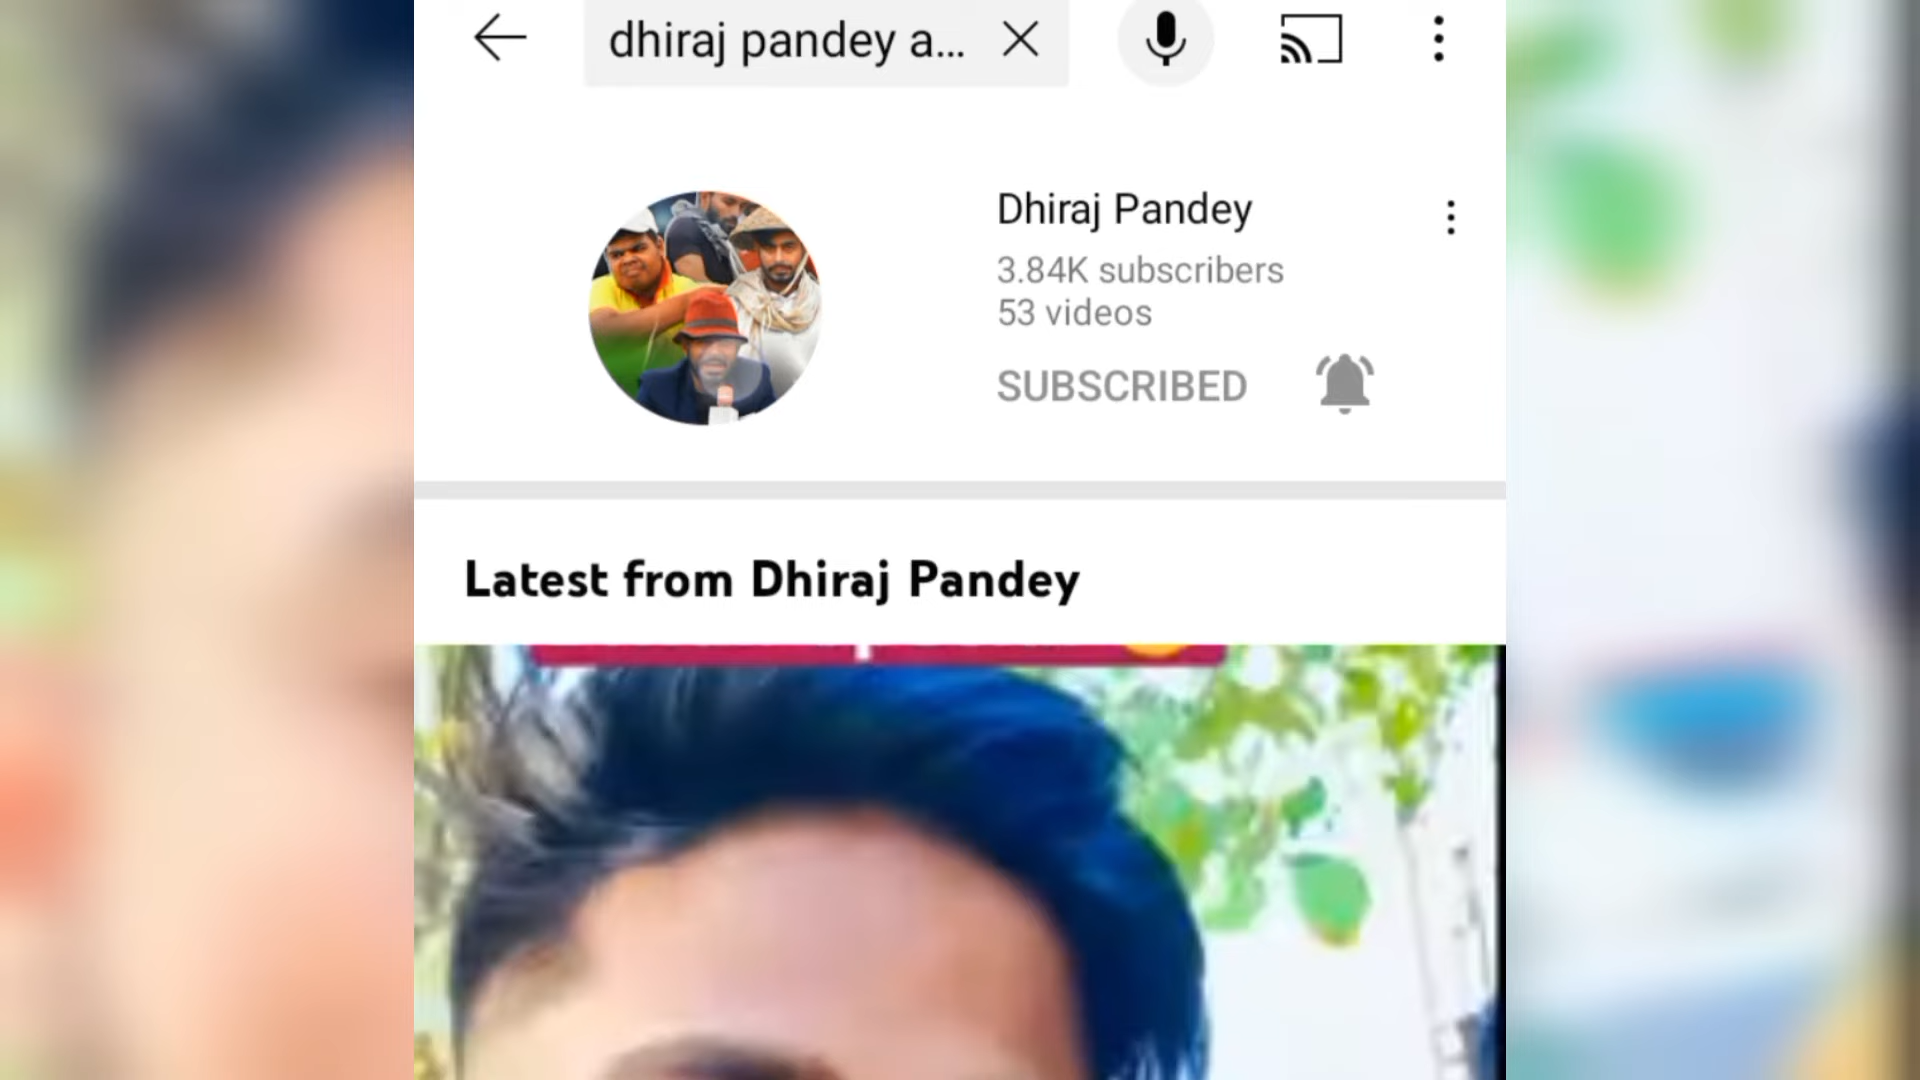 dhiraj pandey a...
Dhiraj Pandey
3.84K subscribers
53 videos
SUBSCRIBED
Latest from Dhiraj Pandey